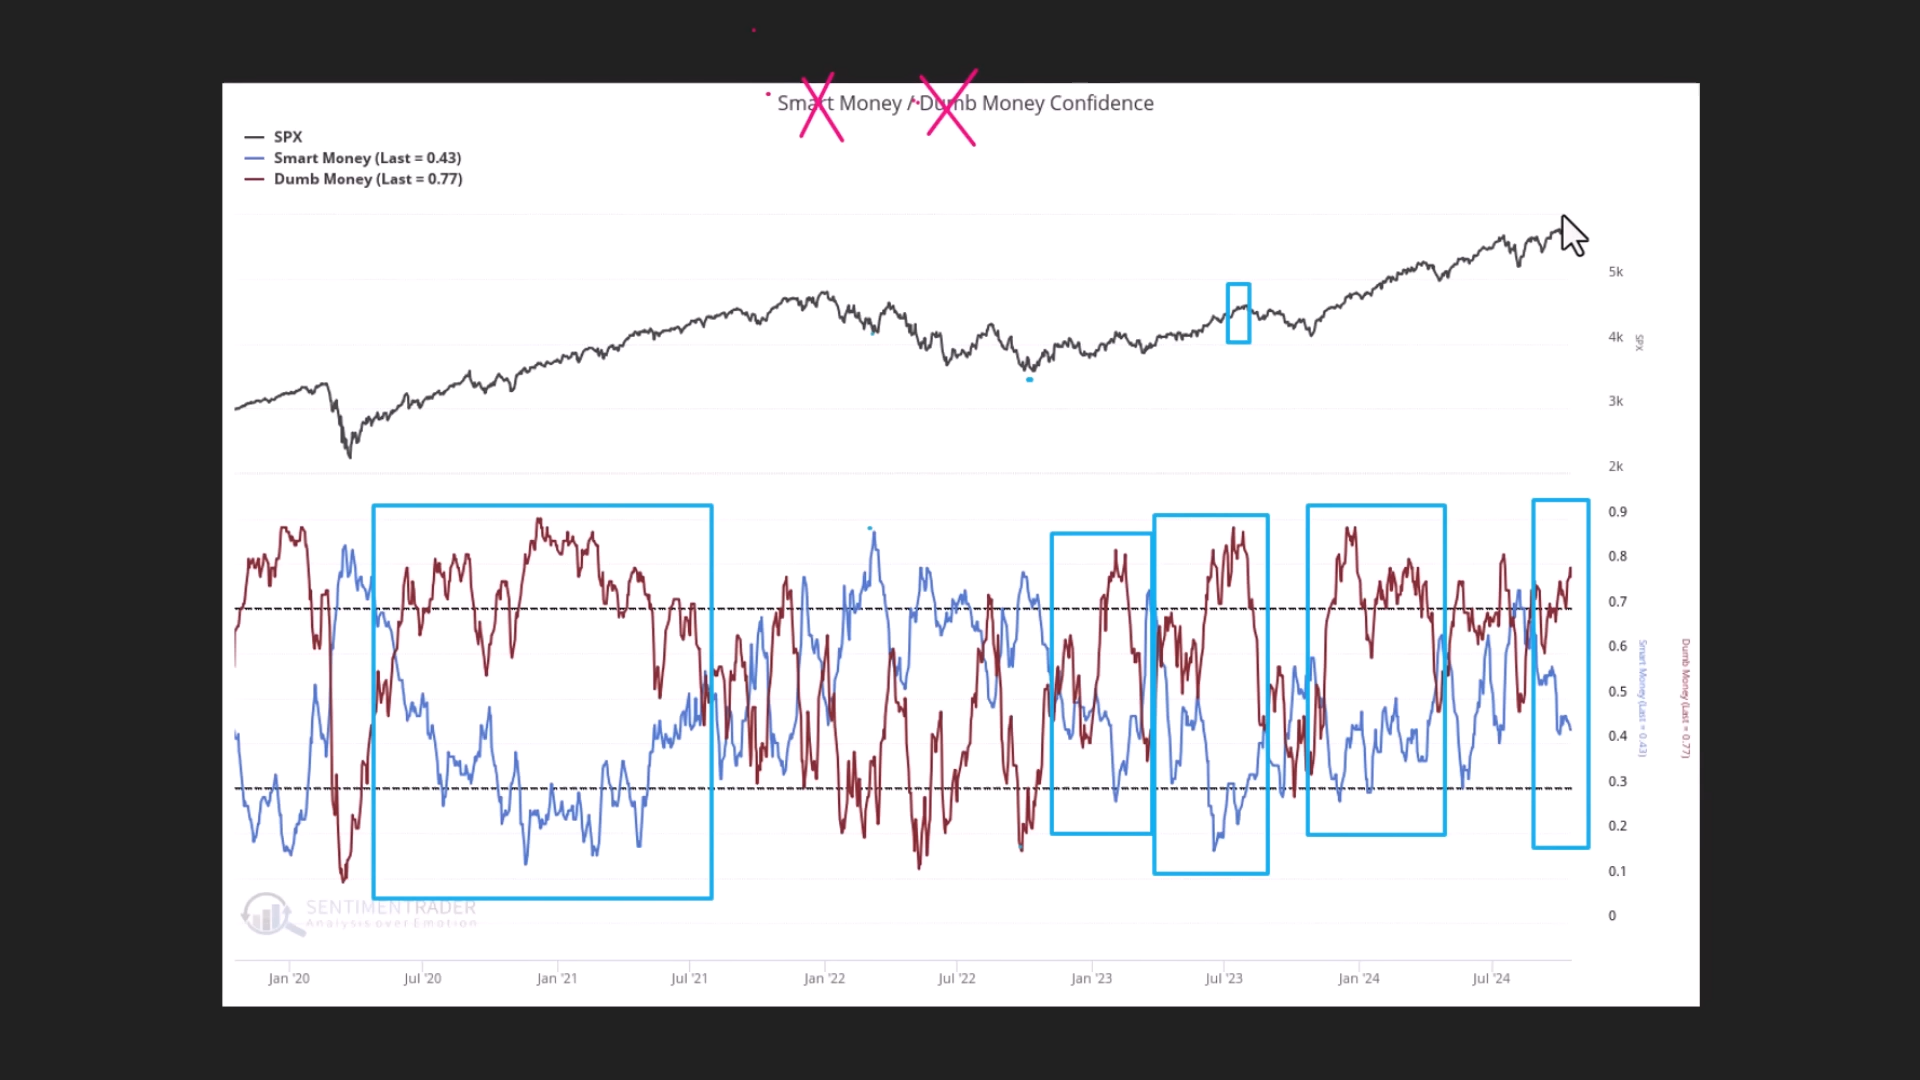 Smart Money / Dumb Money Confidence
SPX
Smart Money (Last = 0.43)
Dumb Money (Last = 0.77)
5k
4k
3k
2k
SPX
0.9
0.8
0.7
0.6
0.5
0.4
0.3
0.2
0.1
0
Smart Money (Last = 0.43)
Dumb Money (Last = 0.77)
SENTIMENTRADER
Analysis over Emotion
Jan '20
Jul '20
Jan '21
Jul '21
Jan '22
Jul '22
Jan '23
Jul '23
Jan '24
Jul '24